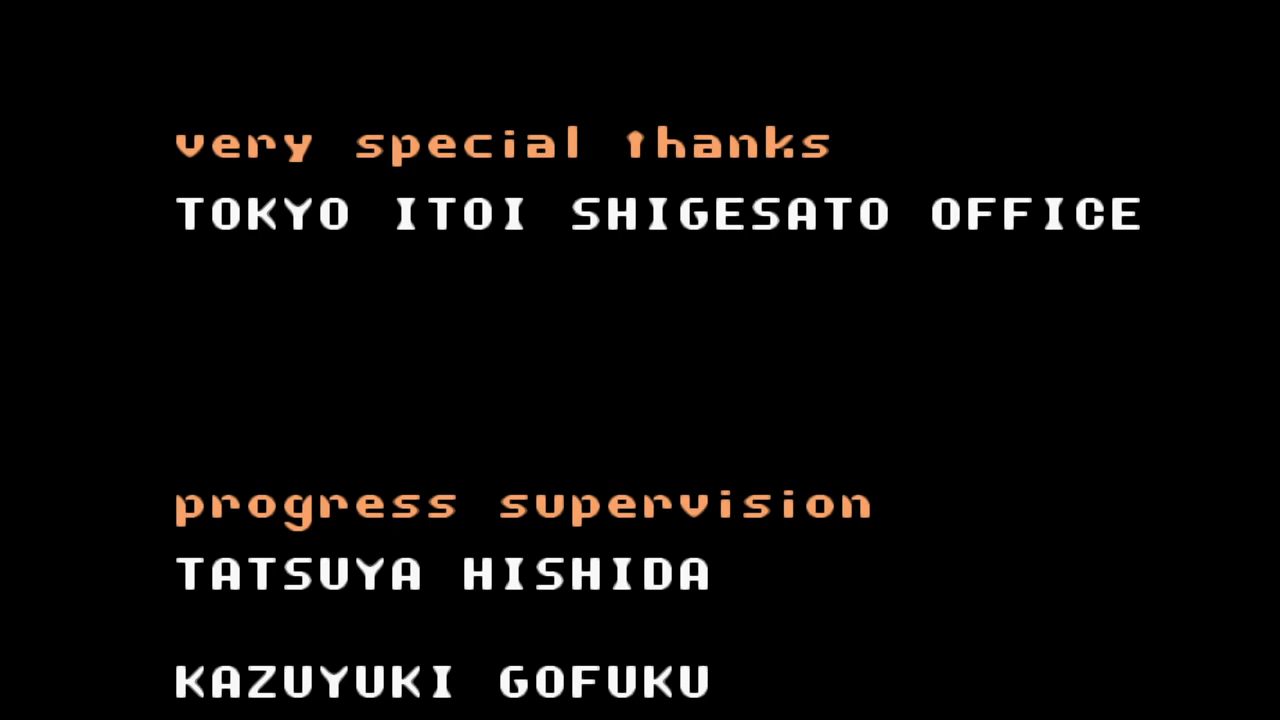 very special thanks
TOKYO ITOI SHIGESATO OFFICE
progress supervision
TATSUYA HISHIDA
KAZUYUKI GOFUKU